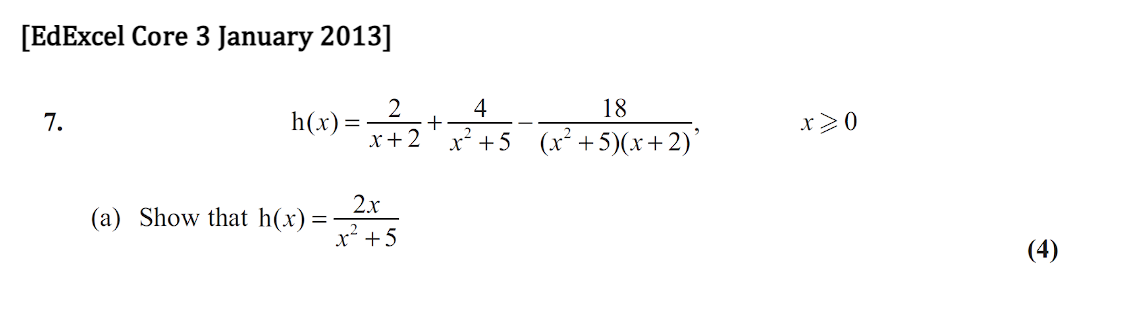 [EdExcel Core 3 January 2013]
7. h(x) = 2/(x+2) + 4/(x² + 5) − 18/((x² + 5)(x + 2)), x ⩾ 0
(a) Show that h(x) = 2x/(x² + 5)
(4)